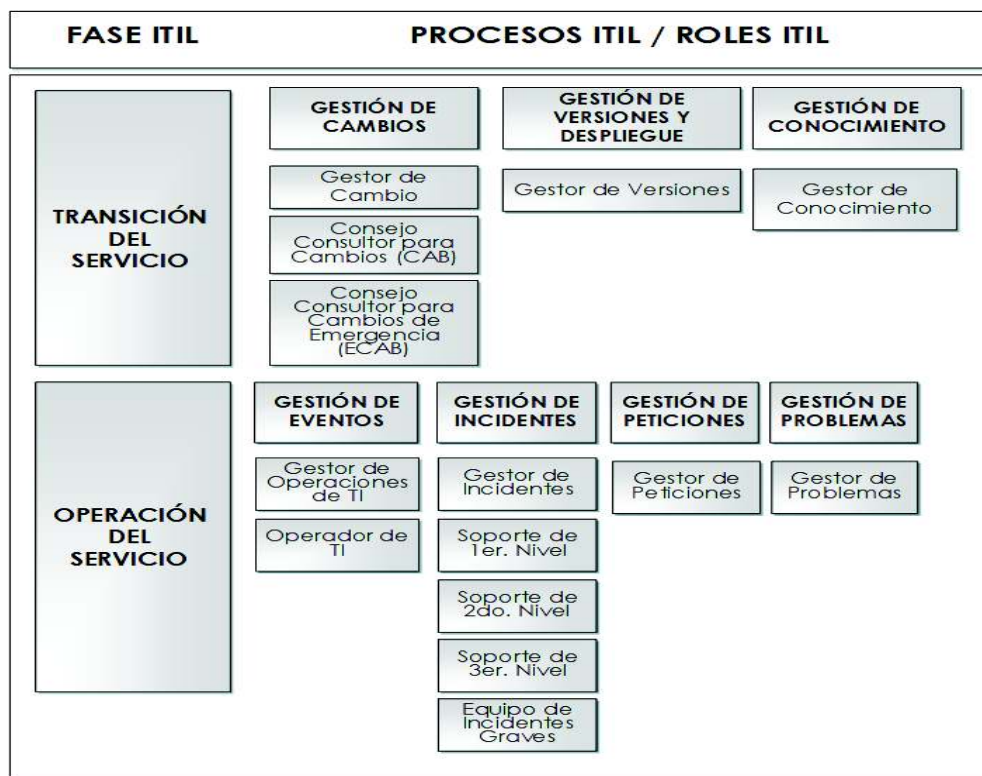 FASE ITIL
PROCESOS ITIL / ROLES ITIL
TRANSICIÓN
DEL
SERVICIO
GESTIÓN DE
CAMBIOS
Gestor de
Cambio
Consejo
Consultor para
Cambios (CAB)
Consejo
Consultor para
Cambios de
Emergencia
(ECAB)
GESTIÓN DE
VERSIONES Y
DESPLIEGUE
Gestor de Versiones
GESTIÓN DE
CONOCIMIENTO
Gestor de
Conocimiento
OPERACIÓN
DEL
SERVICIO
GESTIÓN DE
EVENTOS
Gestor de
Operaciones
de TI
Operador de
TI
GESTIÓN DE
INCIDENTES
Gestor de
Incidentes
Soporte de
1er. Nivel
Soporte de
2do. Nivel
Soporte de
3er. Nivel
Equipo de
Incidentes
Graves
GESTIÓN DE
PETICIONES
Gestor de
Peticiones
GESTIÓN DE
PROBLEMAS
Gestor de
Problemas